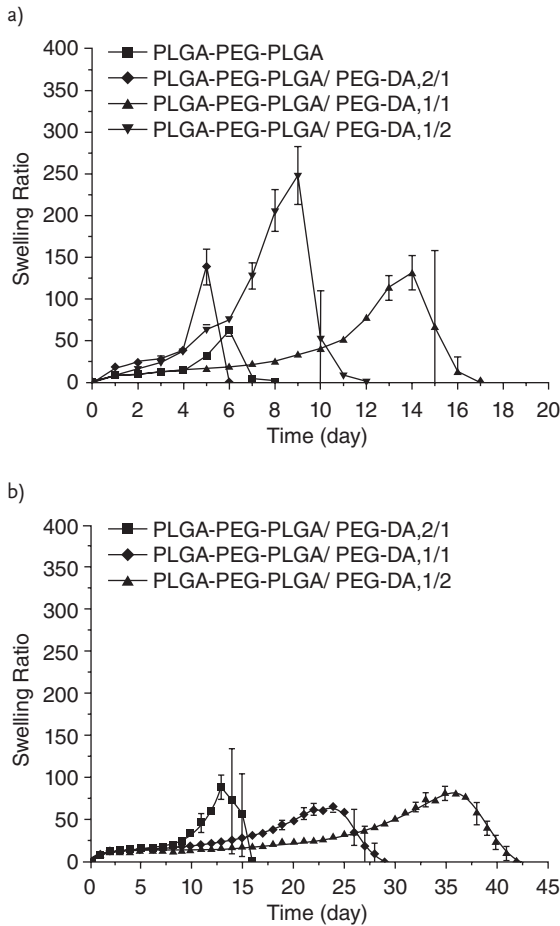 a)
400
350
300
250
200
150
100
50
0
Swelling Ratio
PLGA-PEG-PLGA
PLGA-PEG-PLGA/ PEG-DA,2/1
PLGA-PEG-PLGA/ PEG-DA,1/1
PLGA-PEG-PLGA/ PEG-DA,1/2
0 2 4 6 8 10 12 14 16 18 20
Time (day)
b)
400
350
300
250
200
150
100
50
0
Swelling Ratio
PLGA-PEG-PLGA/ PEG-DA,2/1
PLGA-PEG-PLGA/ PEG-DA,1/1
PLGA-PEG-PLGA/ PEG-DA,1/2
0 5 10 15 20 25 30 35 40 45
Time (day)